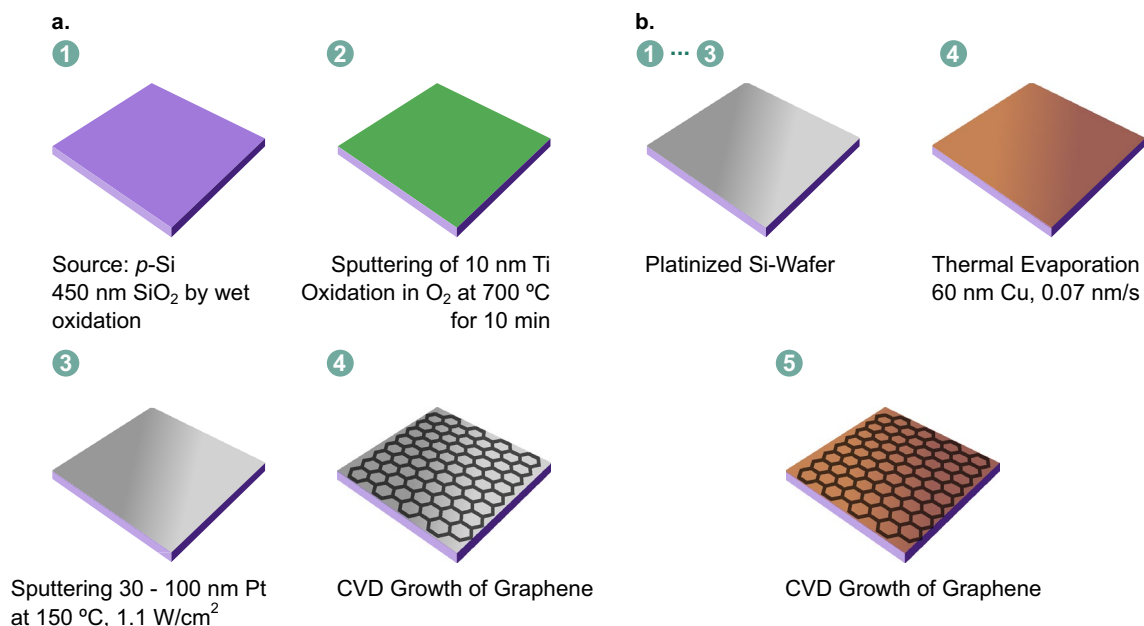 a.
1
2
Source: p-Si
450 nm SiO₂ by wet
oxidation
Sputtering of 10 nm Ti
Oxidation in O₂ at 700 ºC
for 10 min
3
4
Sputtering 30 - 100 nm Pt
at 150 ºC, 1.1 W/cm²
CVD Growth of Graphene
b.
1 ... 3
4
Platinized Si-Wafer
Thermal Evaporation
60 nm Cu, 0.07 nm/s
5
CVD Growth of Graphene